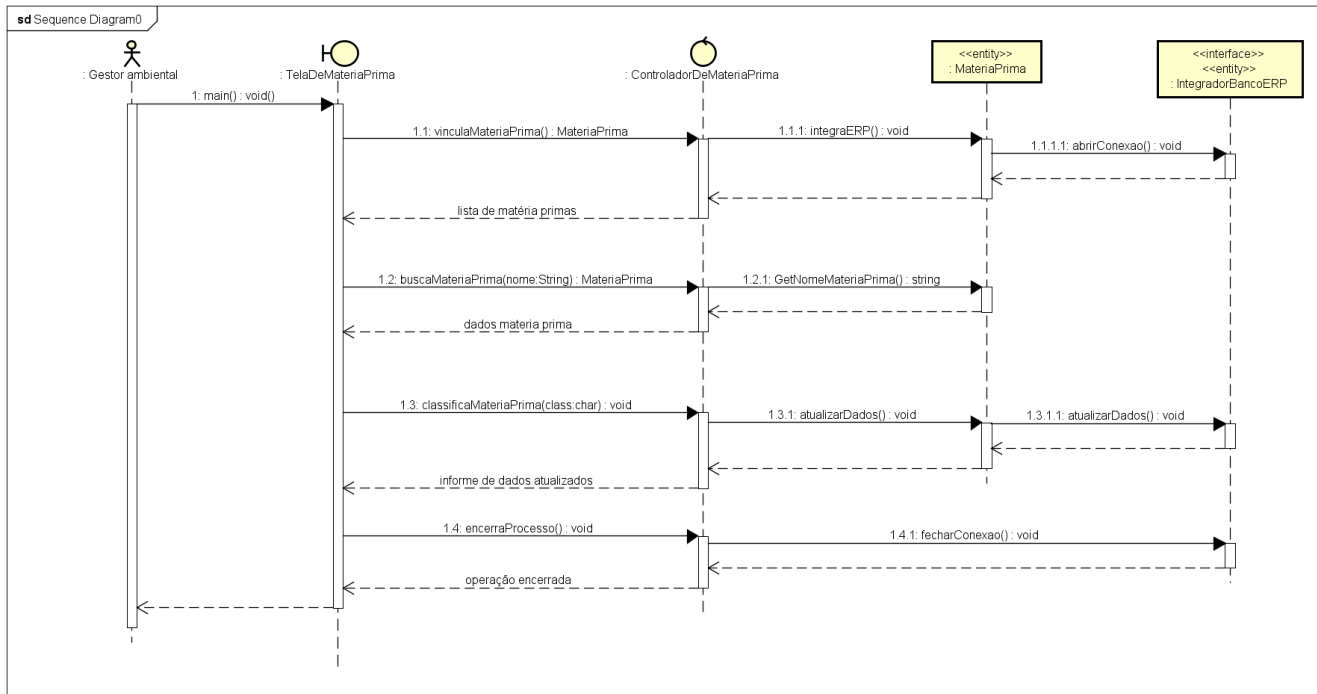 sd Sequence Diagram0
: Gestor ambiental
: TelaDeMateriaPrima
: ControladorDeMateriaPrima
<<entity>>
: MateriaPrima
<<interface>>
<<entity>>
: IntegradorBancoERP
1: main() : void()
1.1: vinculaMateriaPrima() : MateriaPrima
1.1.1: integraERP() : void
1.1.1.1: abrirConexao() : void
lista de matéria primas
1.2: buscaMateriaPrima(nome:String) : MateriaPrima
1.2.1: GetNomeMateriaPrima() : string
dados materia prima
1.3: classificaMateriaPrima(class:char) : void
1.3.1: atualizarDados() : void
1.3.1.1: atualizarDados() : void
informe de dados atualizados
1.4: encerraProcesso() : void
1.4.1: fecharConexao() : void
operação encerrada